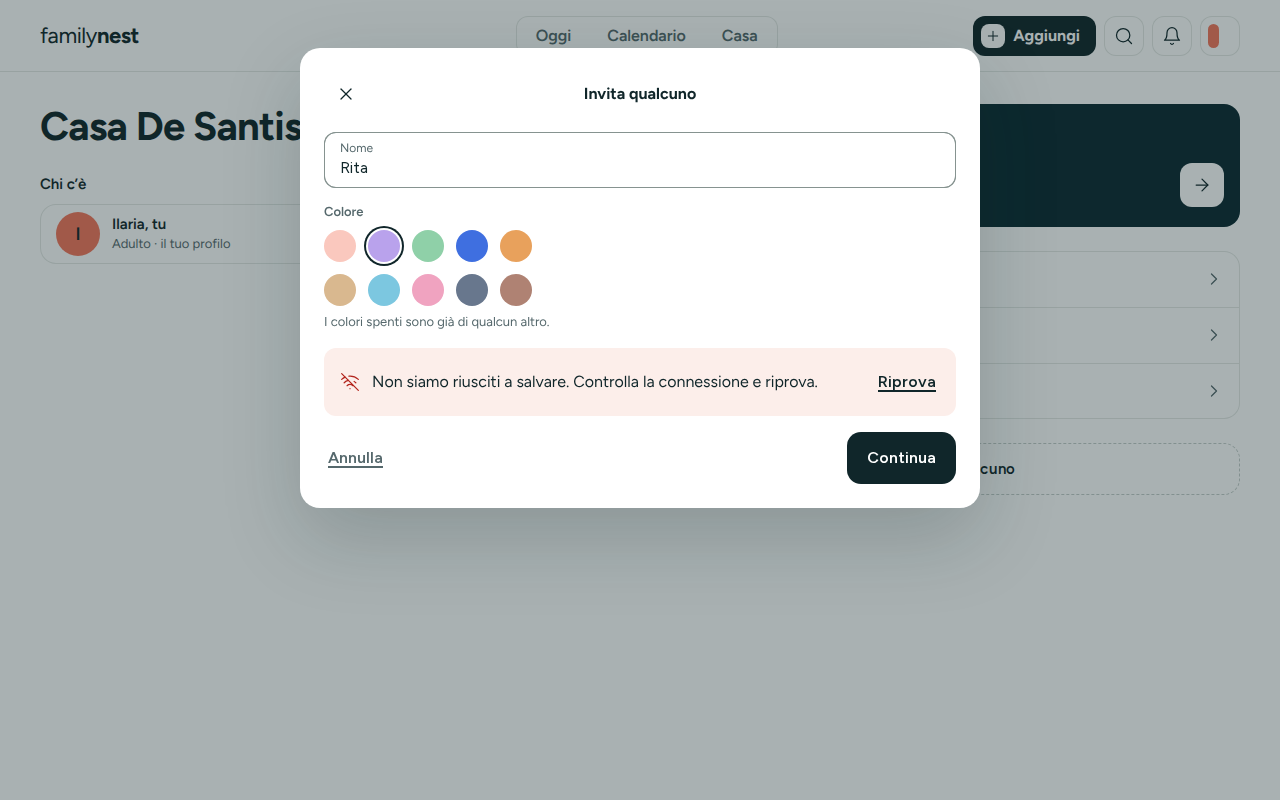 familynest
Oggi
Calendario
Casa
Aggiungi
Invita qualcuno
Casa De Santis
Nome
Rita
Chi c'è
Colore
I
Ilaria, tu
Adulto · il tuo profilo
I colori spenti sono già di qualcun altro.
Non siamo riusciti a salvare. Controlla la connessione e riprova.
Riprova
Annulla
Continua
cuno